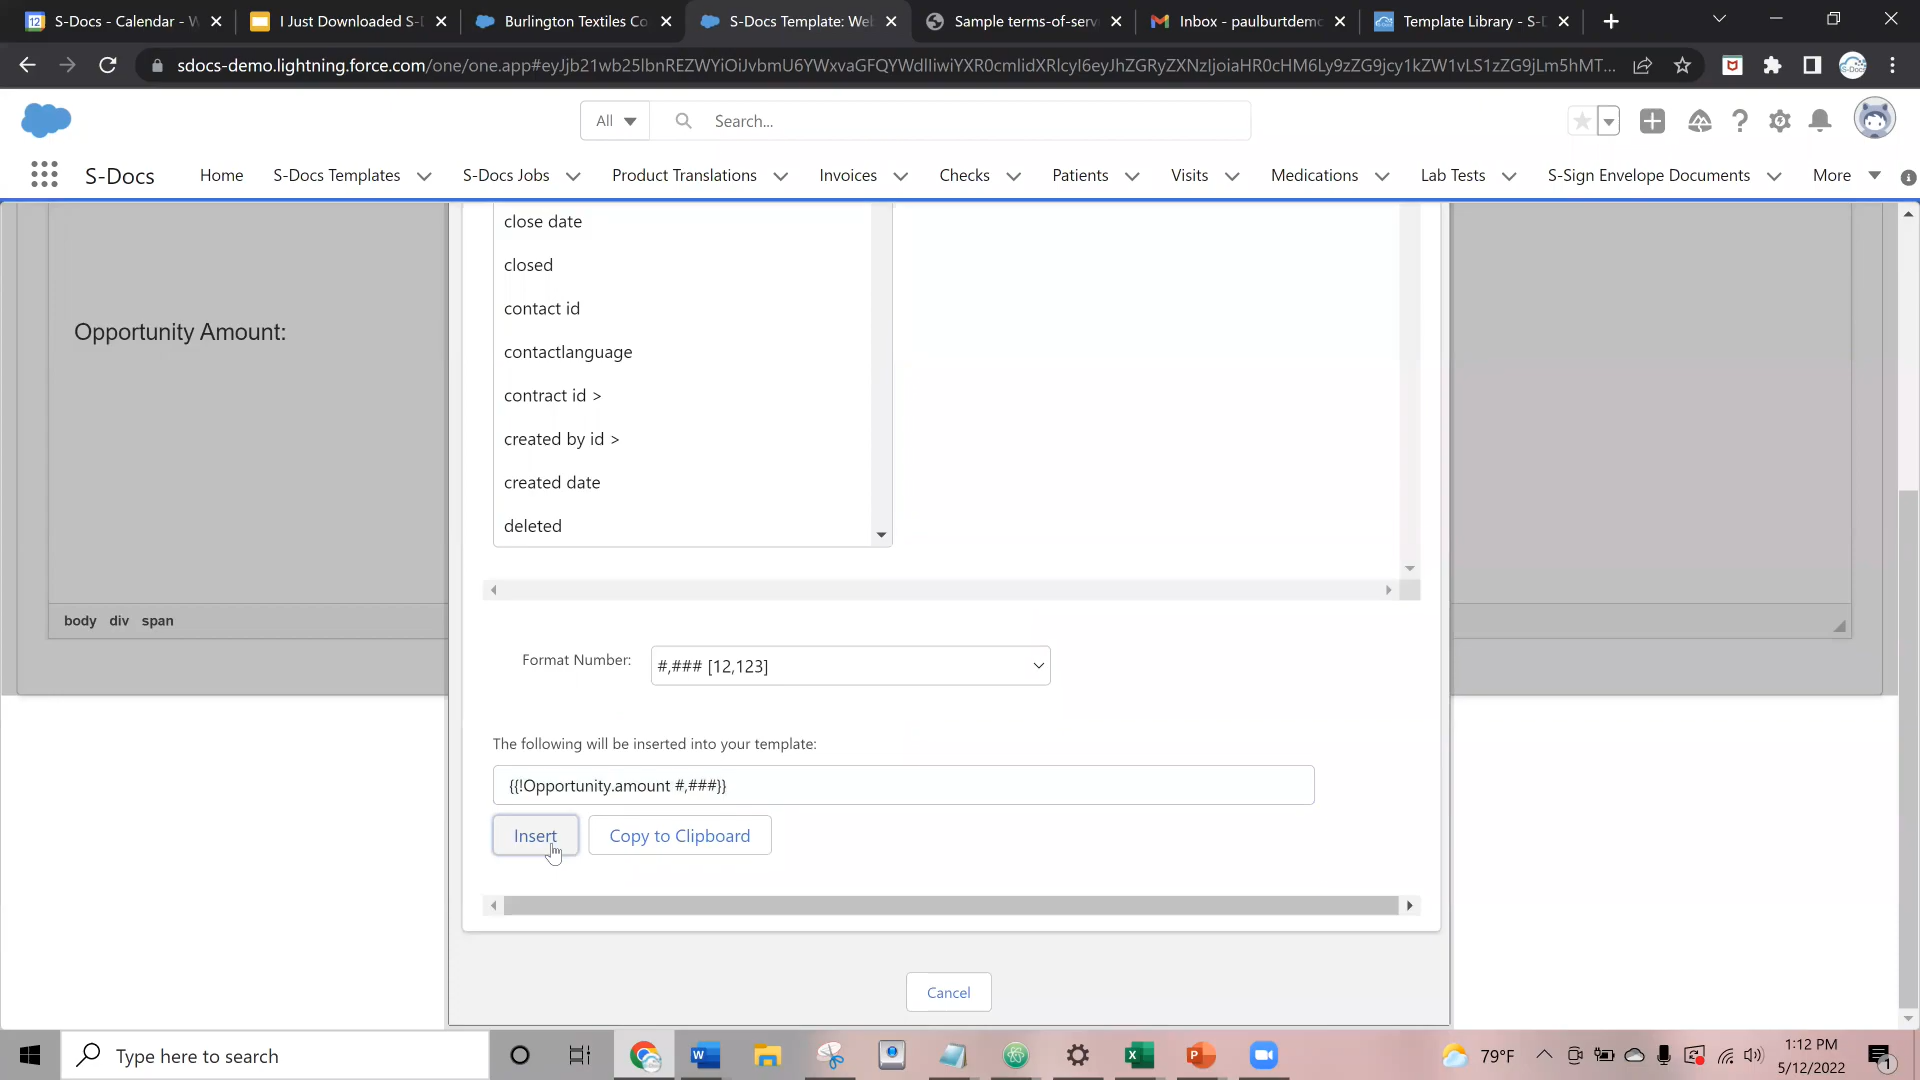 S-Docs - Calendar - W
I Just Downloaded S-D
Burlington Textiles Co
S-Docs Template: Web
Sample terms-of-serv
Inbox - paulburtdemo
Template Library - S-D
sdocs-demo.lightning.force.com/one/one.app#eyJjb21wb25lbnREZWYiOiJvbmU6YWxvaGFQYWdlIiwiYXR0cmlidXRlcyI6eyJhZGRyZXNzIjoiaHR0cHM6Ly9zZG9jcy1kZW1vLS1zZG9jLm5hMT...
All
Search...
S-Docs
Home
S-Docs Templates
S-Docs Jobs
Product Translations
Invoices
Checks
Patients
Visits
Medications
Lab Tests
S-Sign Envelope Documents
More
close date
closed
contact id
Opportunity Amount:
contactlanguage
contract id >
created by id >
created date
deleted
body div span
Format Number:
#,### [12,123]
The following will be inserted into your template:
{{!Opportunity.amount #,###}}
Insert
Copy to Clipboard
Cancel
Type here to search
79°F
1:12 PM
5/12/2022
1